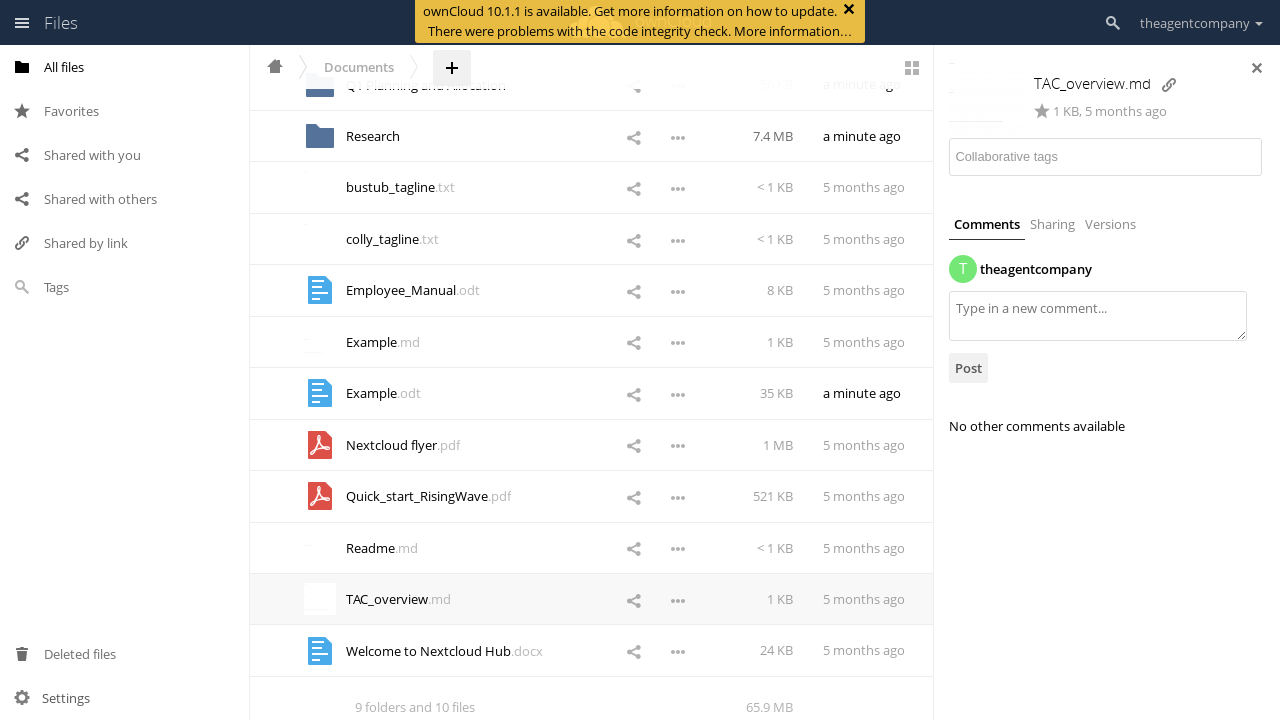 ownCloud 10.1.1 is available. Get more information on how to update.
There were problems with the code integrity check. More information…
Files
theagentcompany
All files
Favorites
Shared with you
Shared with others
Shared by link
Tags
Deleted files
Settings
Documents
Q1 Planning and Allocation a minute ago
Research 7.4 MB a minute ago
bustub_tagline.txt < 1 KB 5 months ago
colly_tagline.txt < 1 KB 5 months ago
Employee_Manual.odt 8 KB 5 months ago
Example.md 1 KB 5 months ago
Example.odt 35 KB a minute ago
Nextcloud flyer.pdf 1 MB 5 months ago
Quick_start_RisingWave.pdf 521 KB 5 months ago
Readme.md < 1 KB 5 months ago
TAC_overview.md 1 KB 5 months ago
Welcome to Nextcloud Hub.docx 24 KB 5 months ago
9 folders and 10 files 65.9 MB
TAC_overview.md
1 KB, 5 months ago
Collaborative tags
Comments Sharing Versions
T theagentcompany
Type in a new comment...
Post
No other comments available